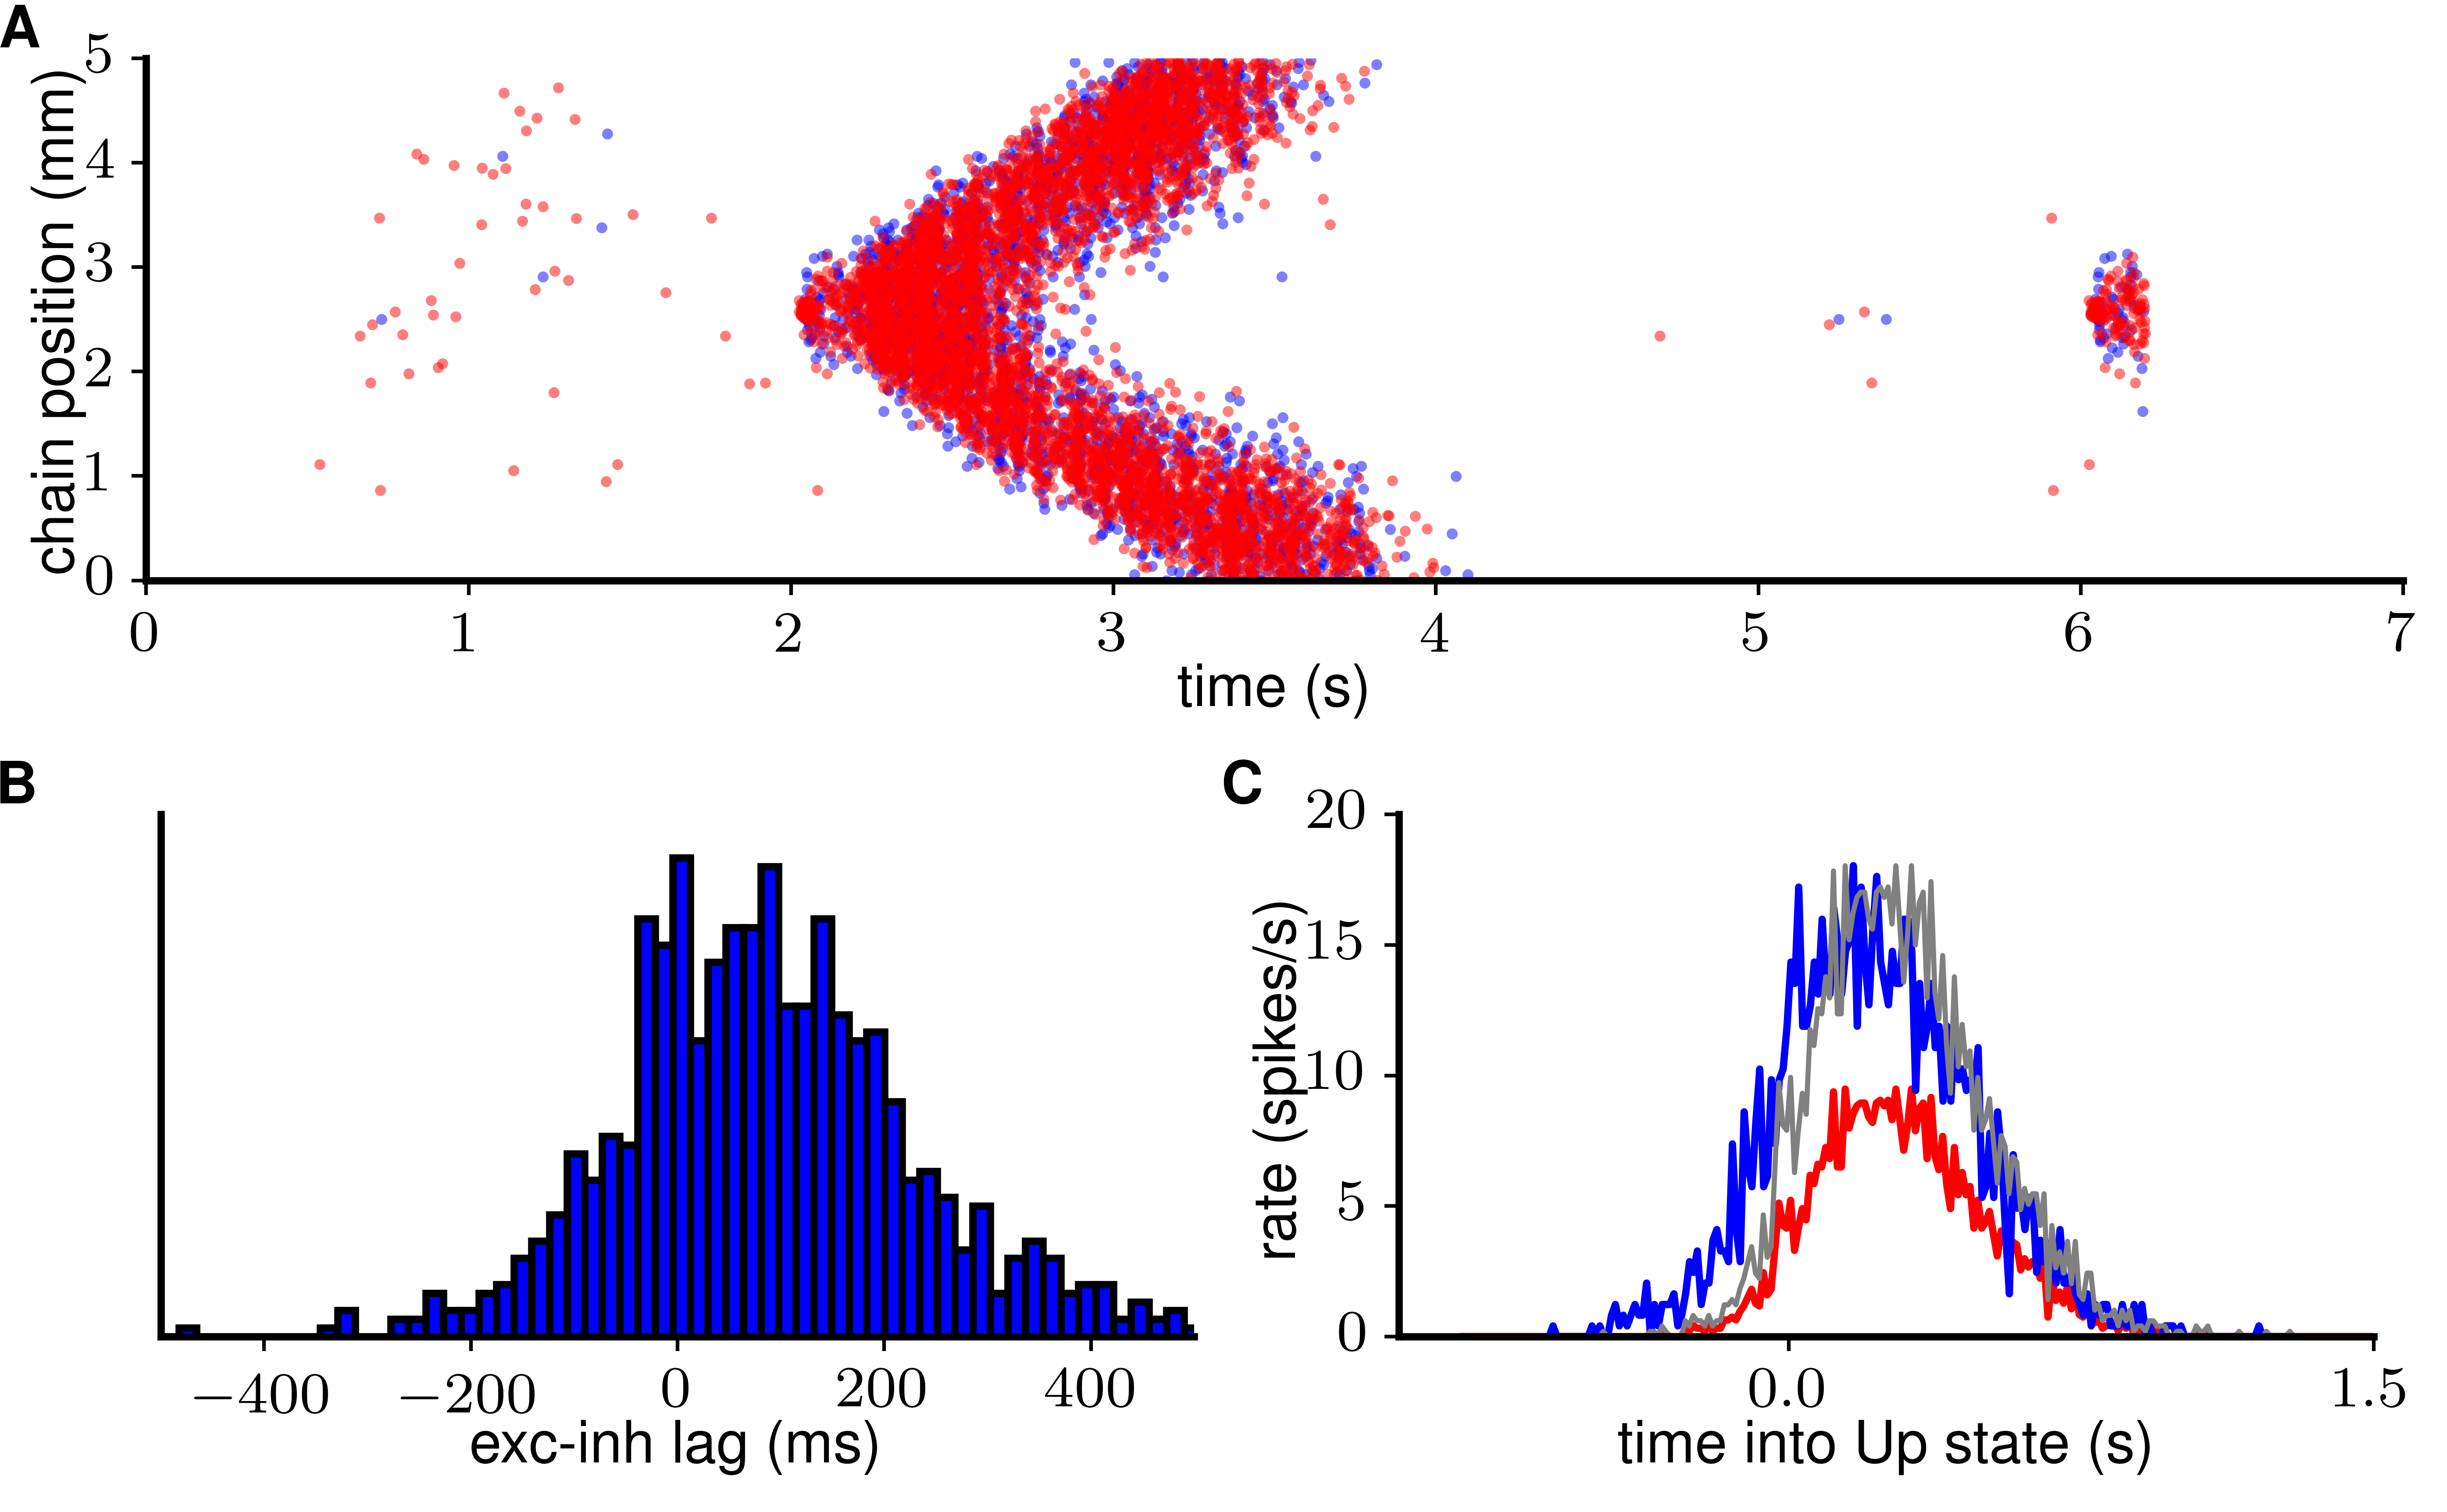 A
chain position (mm)
5
4
3
2
1
0
0 1 2 3 4 5 6 7
time (s)
B
−400 −200 0 200 400
exc-inh lag (ms)
C
rate (spikes/s)
20
15
10
5
0
0.0 1.5
time into Up state (s)